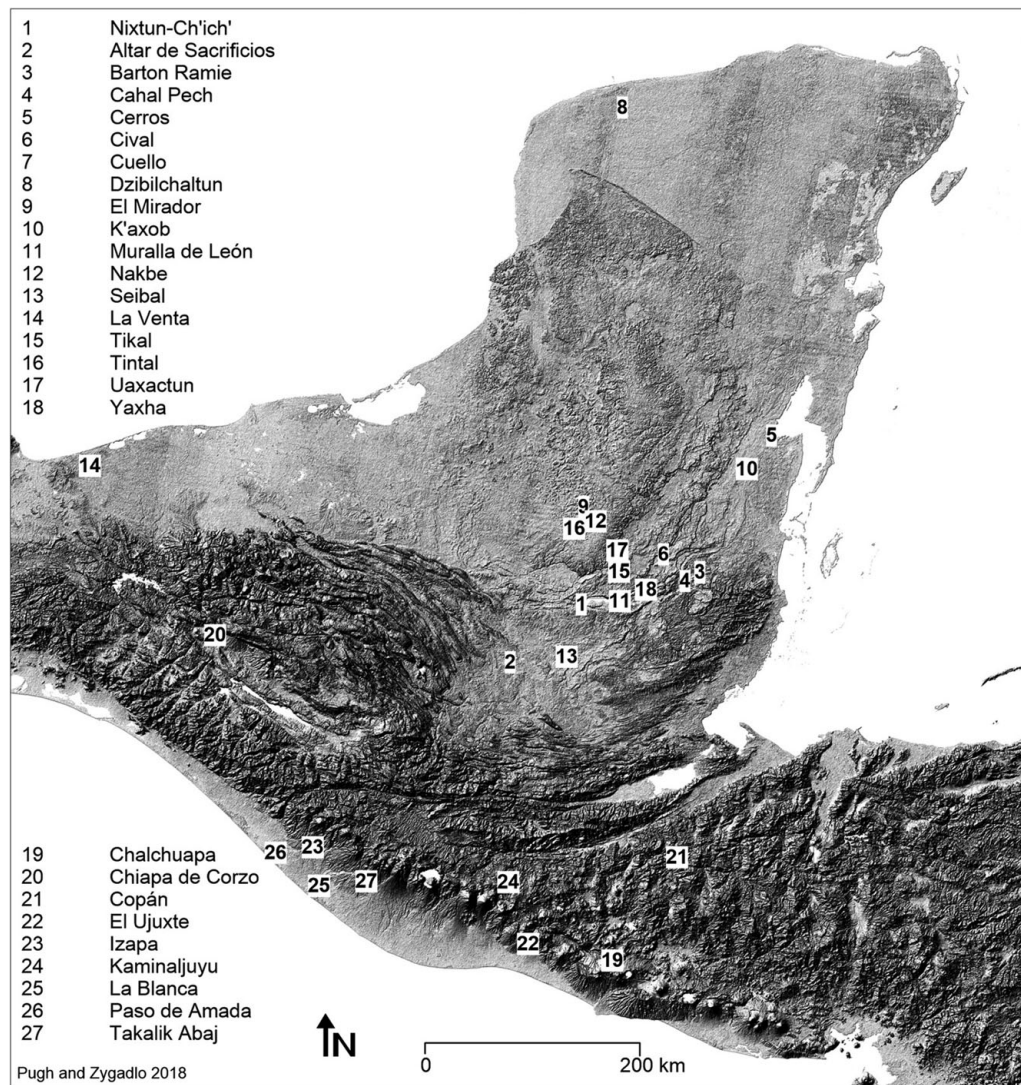 1 Nixtun-Ch'ich'
2 Altar de Sacrificios
3 Barton Ramie
4 Cahal Pech
5 Cerros
6 Cival
7 Cuello
8 Dzibilchaltun
9 El Mirador
10 K'axob
11 Muralla de León
12 Nakbe
13 Seibal
14 La Venta
15 Tikal
16 Tintal
17 Uaxactun
18 Yaxha
8
5
14
10
9
16 12
17
6
15
3
4
18
1
11
20
13
2
23
26
21
25
27
24
22
19
19 Chalchuapa
20 Chiapa de Corzo
21 Copán
22 El Ujuxte
23 Izapa
24 Kaminaljuyu
25 La Blanca
26 Paso de Amada
27 Takalik Abaj
N
0 200 km
Pugh and Zygadlo 2018